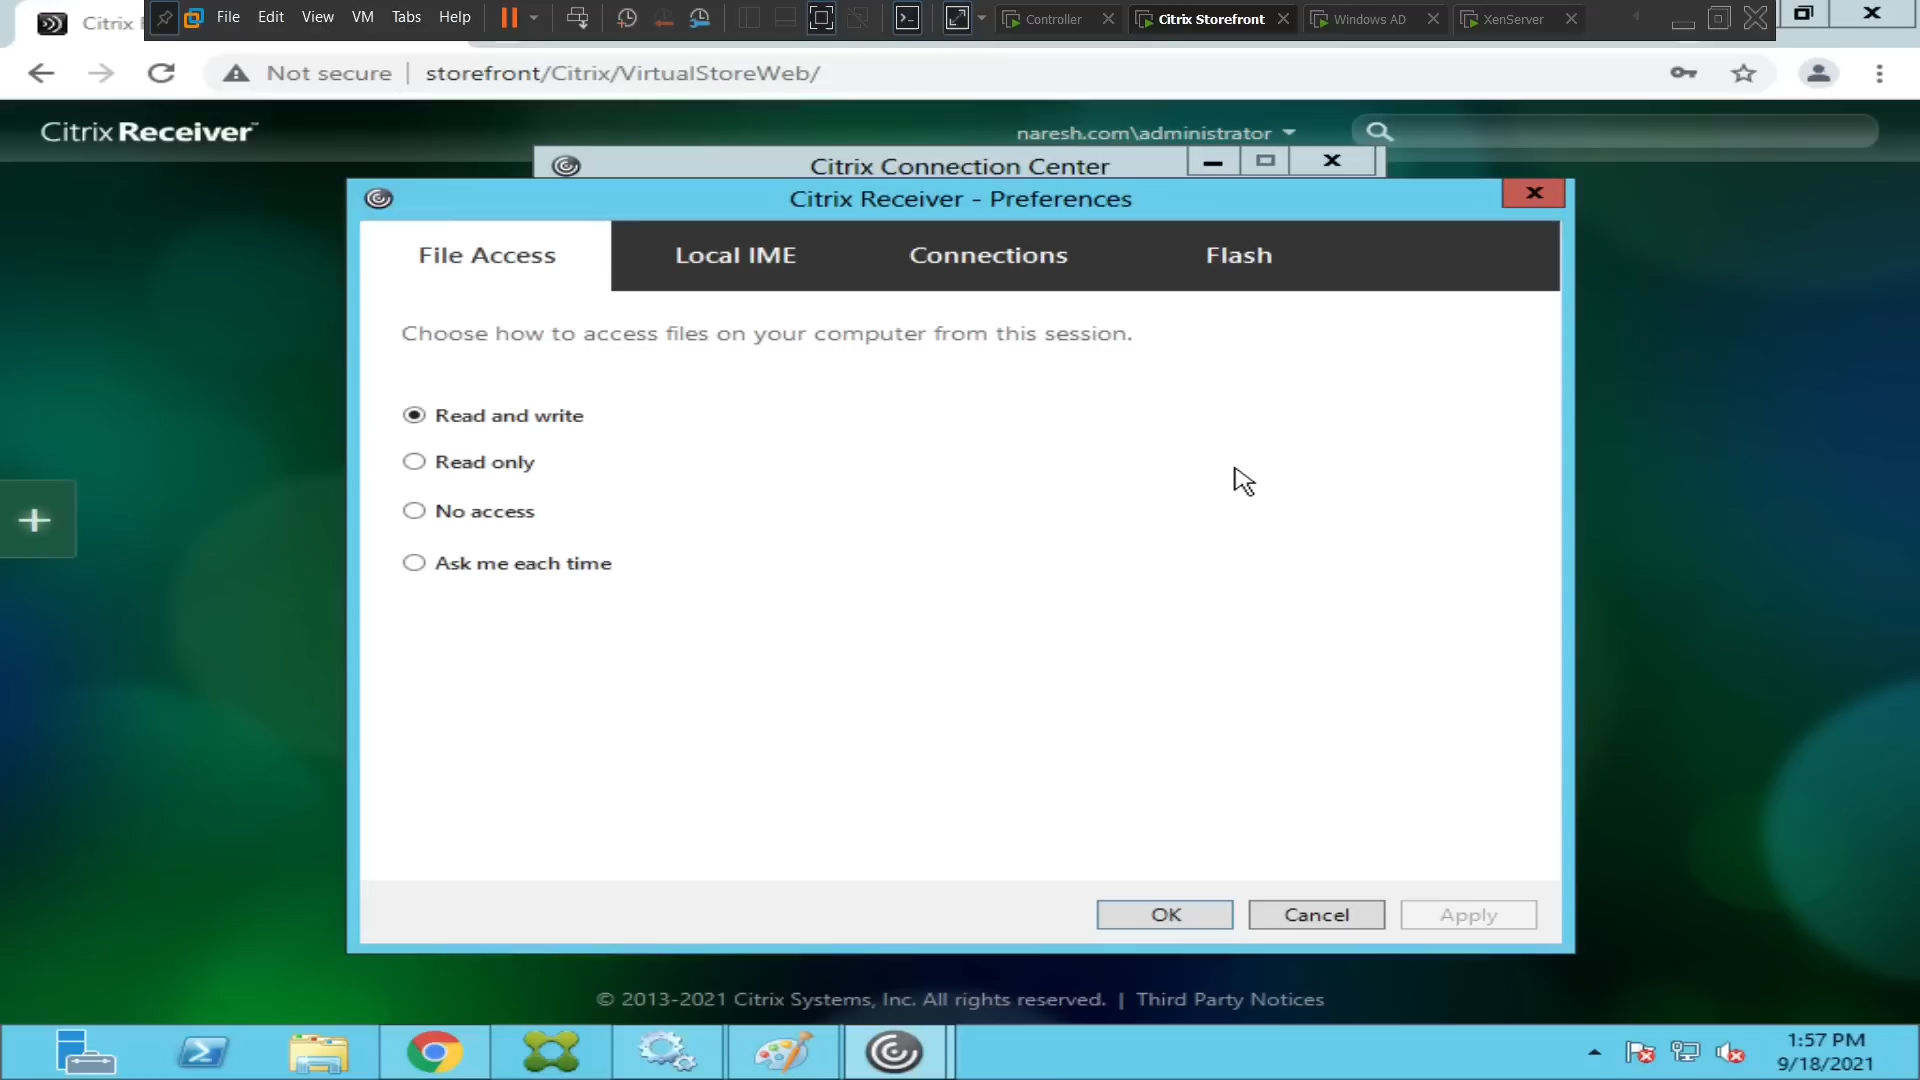 Citrix
File Edit View VM Tabs Help
Controller
Citrix Storefront
Windows AD
XenServer
Not secure | storefront/Citrix/VirtualStoreWeb/
Citrix Receiver™
naresh.com\administrator
Citrix Connection Center
Citrix Receiver - Preferences
File Access
Local IME
Connections
Flash
Choose how to access files on your computer from this session.
Read and write
Read only
No access
Ask me each time
OK
Cancel
Apply
© 2013-2021 Citrix Systems, Inc. All rights reserved. | Third Party Notices
1:57 PM
9/18/2021